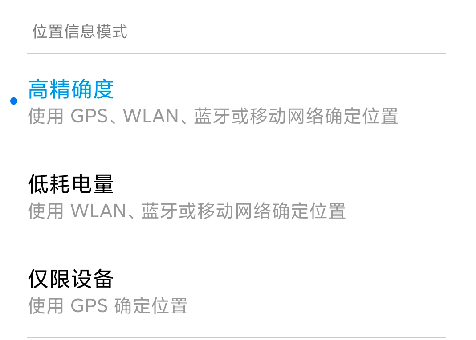 位置信息模式
高精确度
使用 GPS、WLAN、蓝牙或移动网络确定位置
低耗电量
使用 WLAN、蓝牙或移动网络确定位置
仅限设备
使用 GPS 确定位置